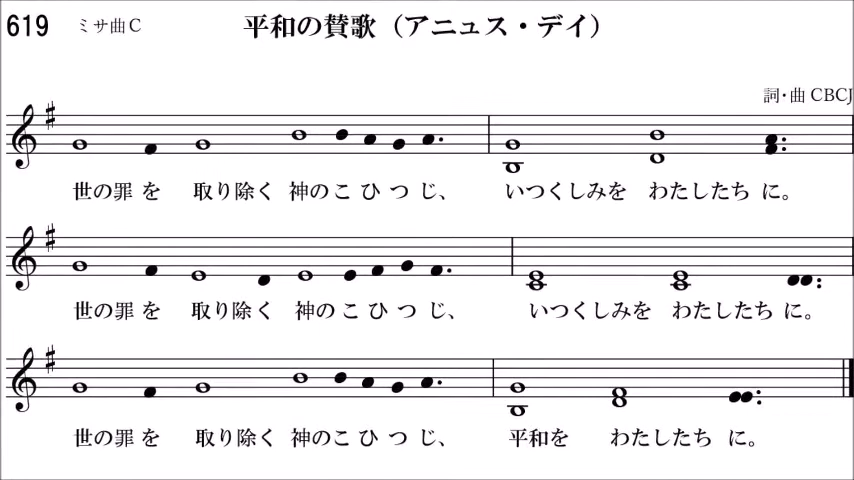 619 ミサ曲C 平和の賛歌（アニュス・デイ）
詞・曲 CBCJ
世の罪を 取り除く 神のこひつじ、 いつくしみを わたしたちに。
世の罪を 取り除く 神のこひつじ、 いつくしみを わたしたちに。
世の罪を 取り除く 神のこひつじ、 平和を わたしたちに。